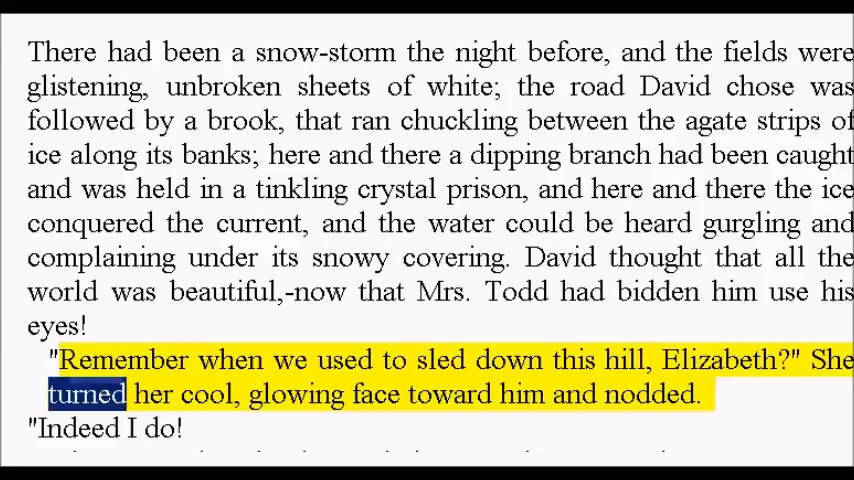 There had been a snow-storm the night before, and the fields were
glistening, unbroken sheets of white; the road David chose was
followed by a brook, that ran chuckling between the agate strips of
ice along its banks; here and there a dipping branch had been caught
and was held in a tinkling crystal prison, and here and there the ice
conquered the current, and the water could be heard gurgling and
complaining under its snowy covering. David thought that all the
world was beautiful,-now that Mrs. Todd had bidden him use his
eyes!
"Remember when we used to sled down this hill, Elizabeth?" She
turned her cool, glowing face toward him and nodded.
"Indeed I do!